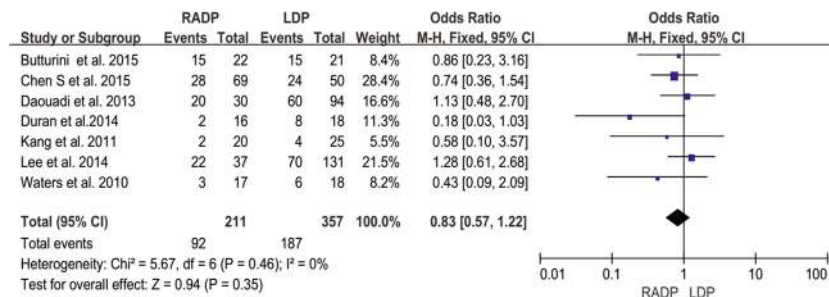 RADP LDP Odds Ratio Odds Ratio
Study or Subgroup Events Total Events Total Weight M-H, Fixed, 95% CI M-H, Fixed, 95% CI
Butturini et al. 2015 15 22 15 21 8.4% 0.86 [0.23, 3.16]
Chen S et al. 2015 28 69 24 50 28.4% 0.74 [0.36, 1.54]
Daouadi et al. 2013 20 30 60 94 16.6% 1.13 [0.48, 2.70]
Duran et al.2014 2 16 8 18 11.3% 0.18 [0.03, 1.03]
Kang et al. 2011 2 20 4 25 5.5% 0.58 [0.10, 3.57]
Lee et al. 2014 22 37 70 131 21.5% 1.28 [0.61, 2.68]
Waters et al. 2010 3 17 6 18 8.2% 0.43 [0.09, 2.09]
Total (95% CI) 211 357 100.0% 0.83 [0.57, 1.22]
Total events 92 187
Heterogeneity: Chi² = 5.67, df = 6 (P = 0.46); I² = 0%
Test for overall effect: Z = 0.94 (P = 0.35)
0.01 0.1 1 10 100
RADP LDP